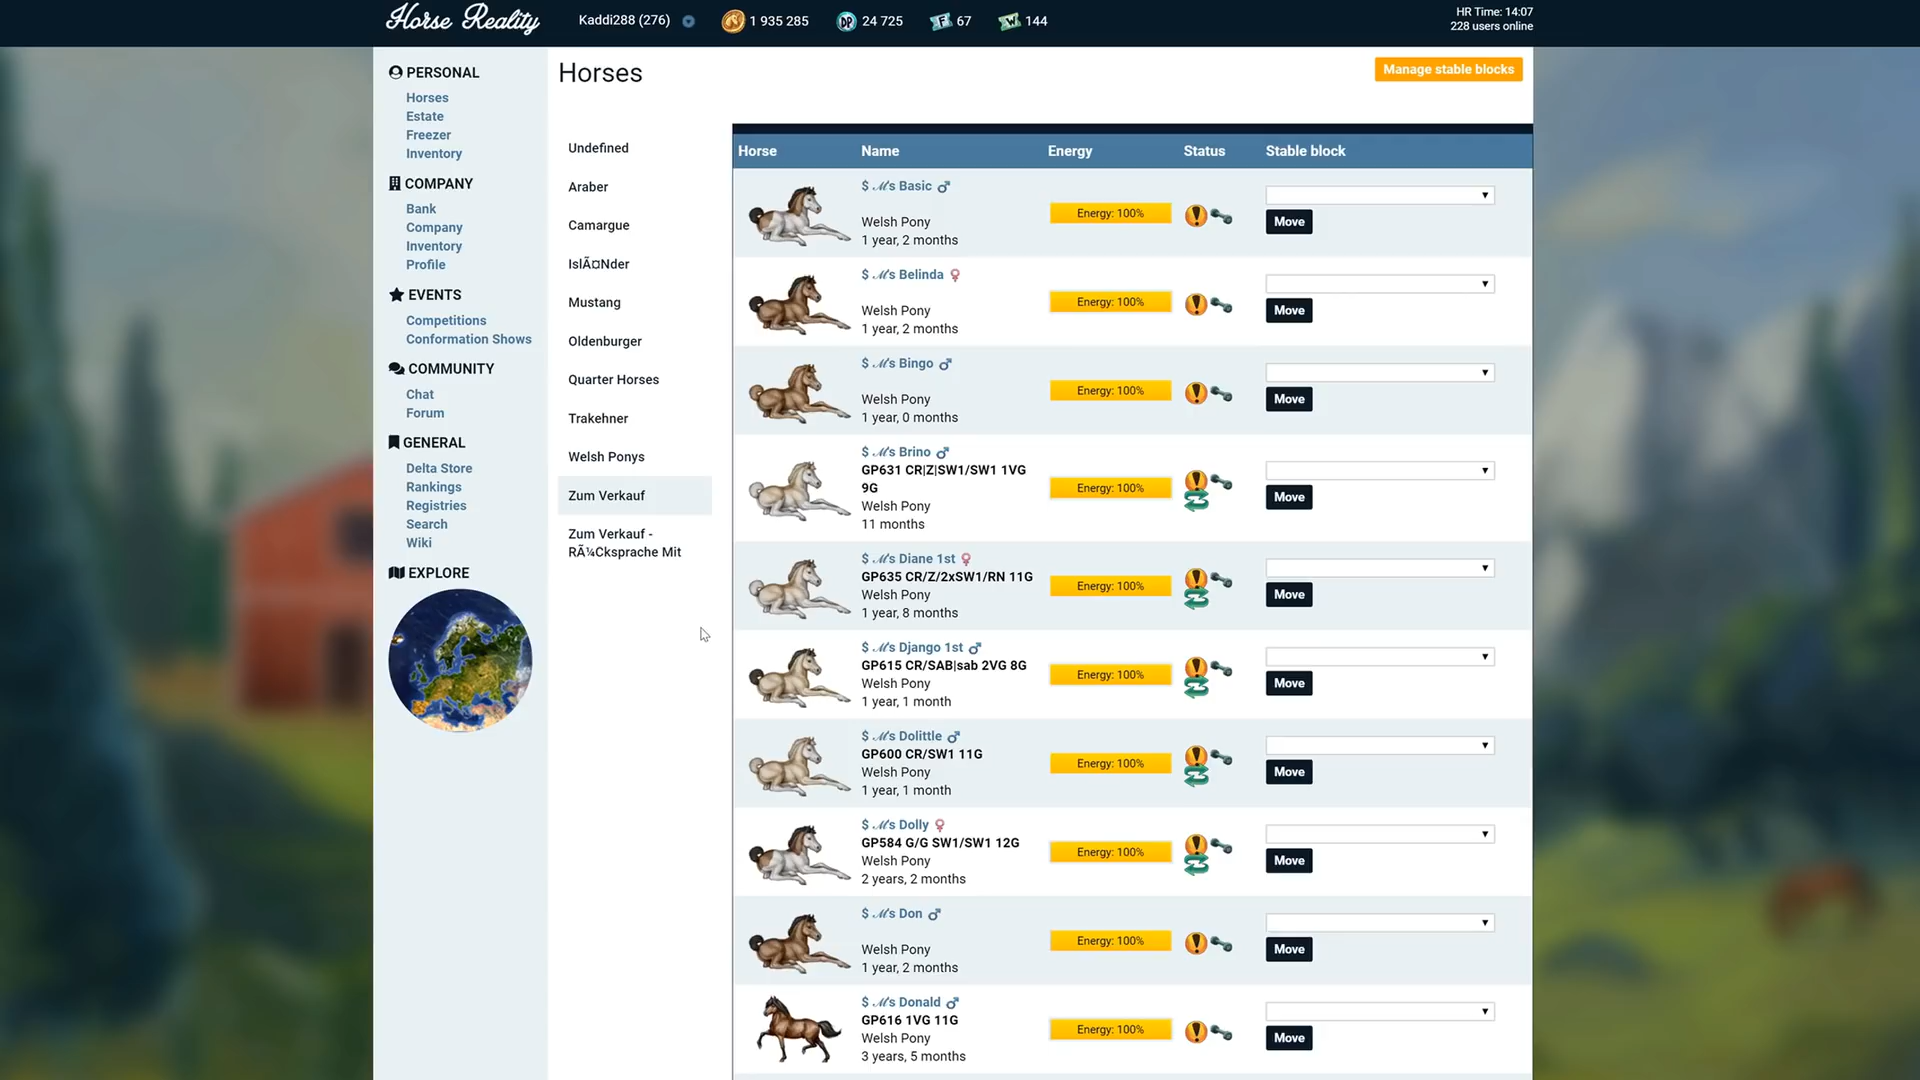 Horse Reality
Kaddi288 (276)
1 935 285
24 725
67
144
HR Time: 14:07
228 users online
PERSONAL
Horses
Estate
Freezer
Inventory
COMPANY
Bank
Company
Inventory
Profile
EVENTS
Competitions
Conformation Shows
COMMUNITY
Chat
Forum
GENERAL
Delta Store
Rankings
Registries
Search
Wiki
EXPLORE
Horses
Manage stable blocks
Undefined
Araber
Camargue
IslÃ¤Nder
Mustang
Oldenburger
Quarter Horses
Trakehner
Welsh Ponys
Zum Verkauf
Zum Verkauf -
RÃ¼Cksprache Mit
Horse Name Energy Status Stable block
$ ℳ's Basic ♂
Welsh Pony
1 year, 2 months
Energy: 100%
Move
$ ℳ's Belinda ♀
Welsh Pony
1 year, 2 months
Energy: 100%
Move
$ ℳ's Bingo ♂
Welsh Pony
1 year, 0 months
Energy: 100%
Move
$ ℳ's Brino ♂
GP631 CR|Z|SW1/SW1 1VG
9G
Welsh Pony
11 months
Energy: 100%
Move
$ ℳ's Diane 1st ♀
GP635 CR/Z/2xSW1/RN 11G
Welsh Pony
1 year, 8 months
Energy: 100%
Move
$ ℳ's Django 1st ♂
GP615 CR/SAB|sab 2VG 8G
Welsh Pony
1 year, 1 month
Energy: 100%
Move
$ ℳ's Dolittle ♂
GP600 CR/SW1 11G
Welsh Pony
1 year, 1 month
Energy: 100%
Move
$ ℳ's Dolly ♀
GP584 G/G SW1/SW1 12G
Welsh Pony
2 years, 2 months
Energy: 100%
Move
$ ℳ's Don ♂
Welsh Pony
1 year, 2 months
Energy: 100%
Move
$ ℳ's Donald ♂
GP616 1VG 11G
Welsh Pony
3 years, 5 months
Energy: 100%
Move